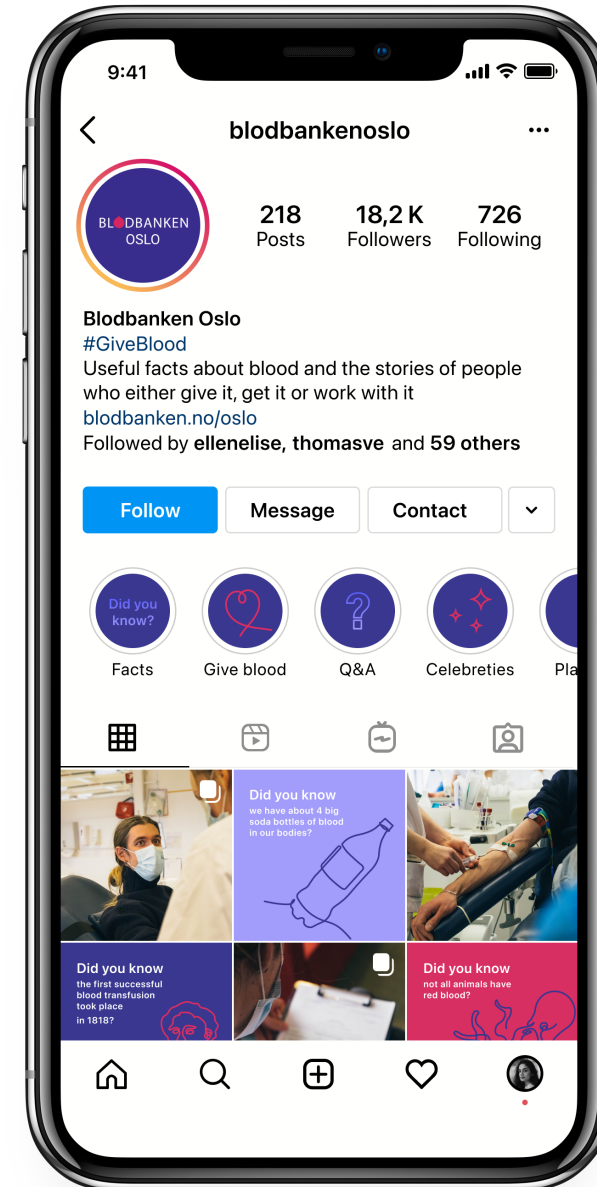 9:41
blodbankenoslo
BLODBANKEN
OSLO
218
Posts
18,2 K
Followers
726
Following
Blodbanken Oslo
#GiveBlood
Useful facts about blood and the stories of people
who either give it, get it or work with it
blodbanken.no/oslo
Followed by ellenelise, thomasve and 59 others
Follow
Message
Contact
Did you
know?
Facts
Give blood
Q&A
Celebreties
Pla
Did you know
we have about 4 big
soda bottles of blood
in our bodies?
Did you know
the first successful
blood transfusion
took place
in 1818?
Did you know
not all animals have
red blood?